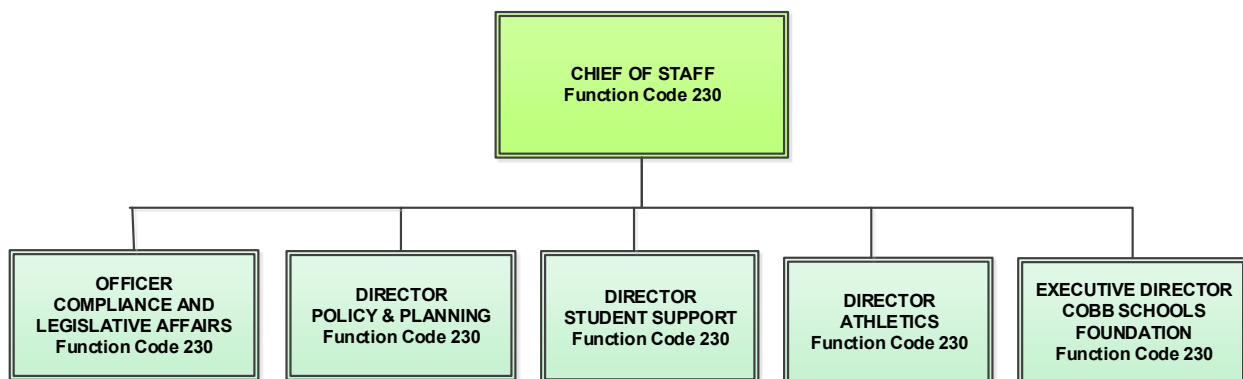 CHIEF OF STAFF
Function Code 230
OFFICER
COMPLIANCE AND
LEGISLATIVE AFFAIRS
Function Code 230
DIRECTOR
POLICY & PLANNING
Function Code 230
DIRECTOR
STUDENT SUPPORT
Function Code 230
DIRECTOR
ATHLETICS
Function Code 230
EXECUTIVE DIRECTOR
COBB SCHOOLS
FOUNDATION
Function Code 230